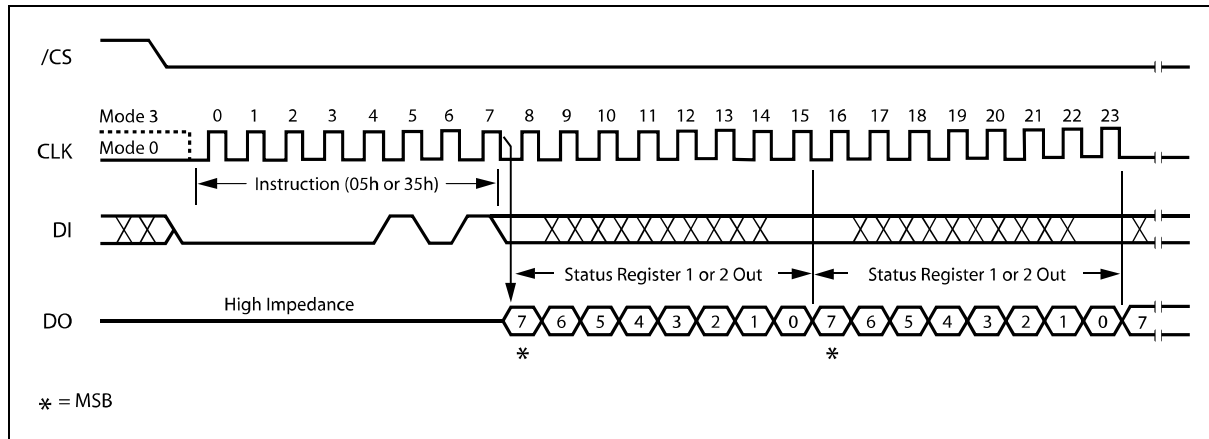 /CS
Mode 3
0 1 2 3 4 5 6 7 8 9 10 11 12 13 14 15 16 17 18 19 20 21 22 23
CLK
Mode 0
Instruction (05h or 35h)
DI
Status Register 1 or 2 Out Status Register 1 or 2 Out
High Impedance
DO
7 6 5 4 3 2 1 0 7 6 5 4 3 2 1 0 7
* *
* = MSB